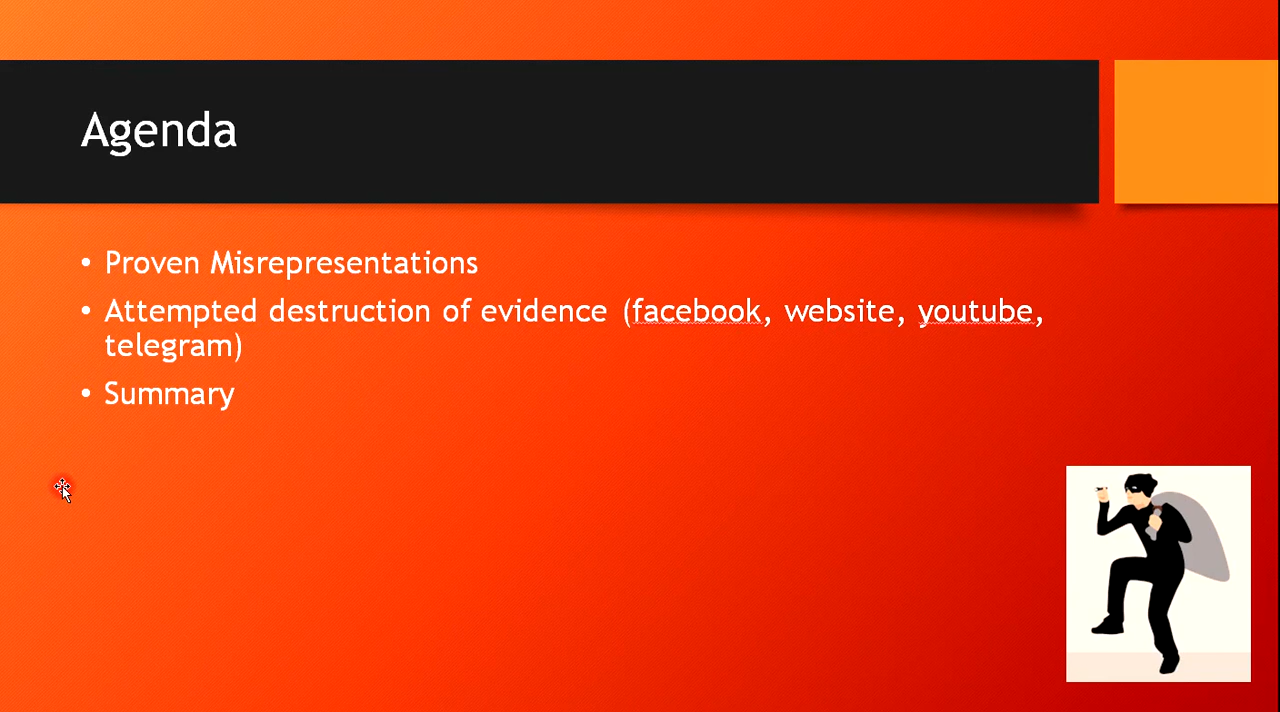 Agenda
• Proven Misrepresentations
• Attempted destruction of evidence (facebook, website, youtube,
telegram)
• Summary